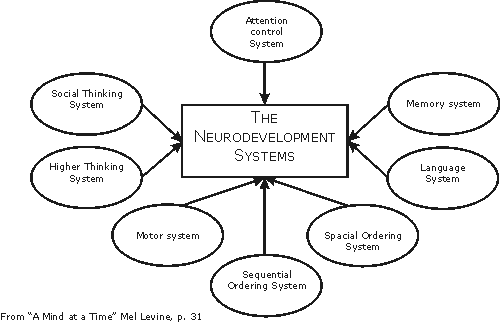 Attention
control
System
Social Thinking
System
Memory system
THE
NEURODEVELOPMENT
SYSTEMS
Higher Thinking
System
Language
System
Motor system
Spacial Ordering
System
Sequential
Ordering System
From "A Mind at a Time" Mel Levine, p. 31